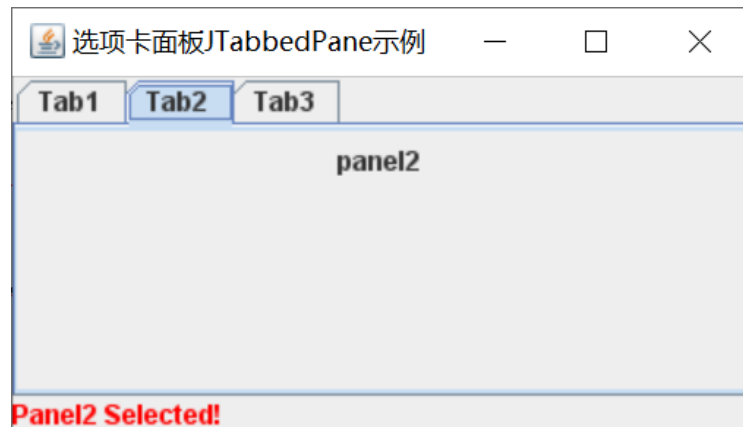 选项卡面板JTabbedPane示例
Tab1 Tab2 Tab3
panel2
Panel2 Selected!